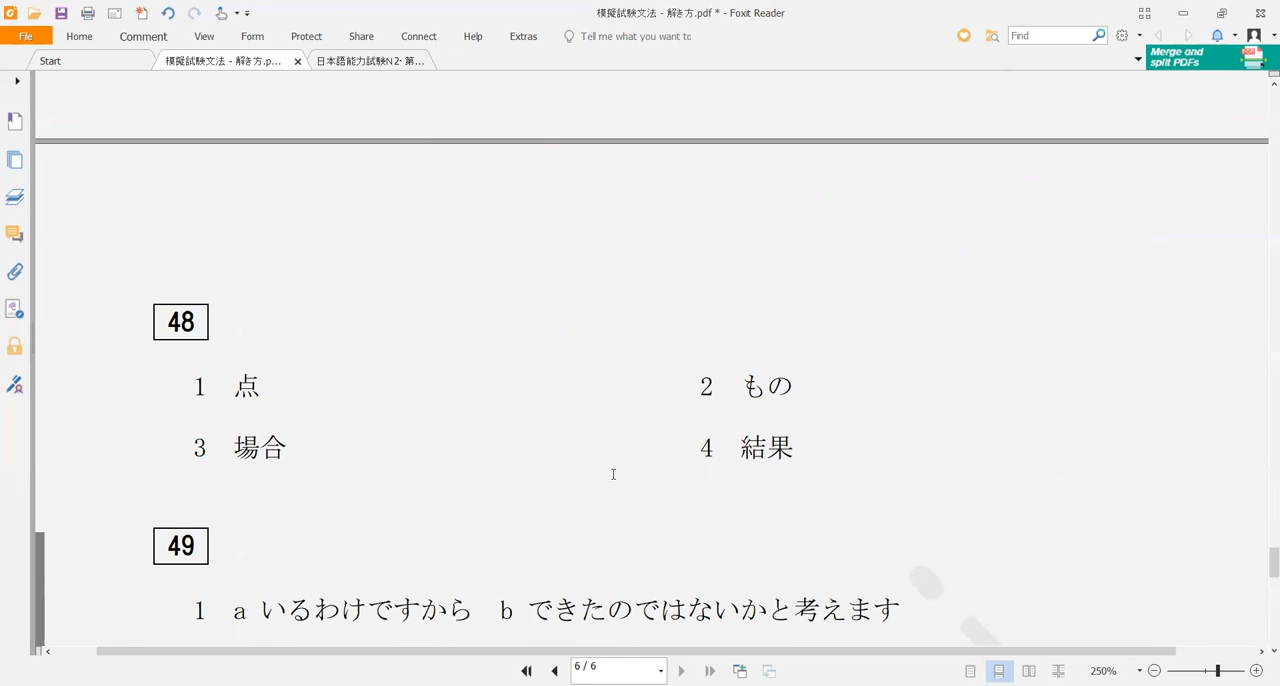 模擬試験文法 - 解き方.pdf * - Foxit Reader
File Home Comment View Form Protect Share Connect Help Extras Tell me what you want to Find
Start 模擬試験文法 - 解き方.p... 日本語能力試験N2· 第...
Merge and split PDFs
48
1 点 2 もの
3 場合 4 結果
49
1 a いるわけですから b できたのではないかと考えます
6 / 6 250%